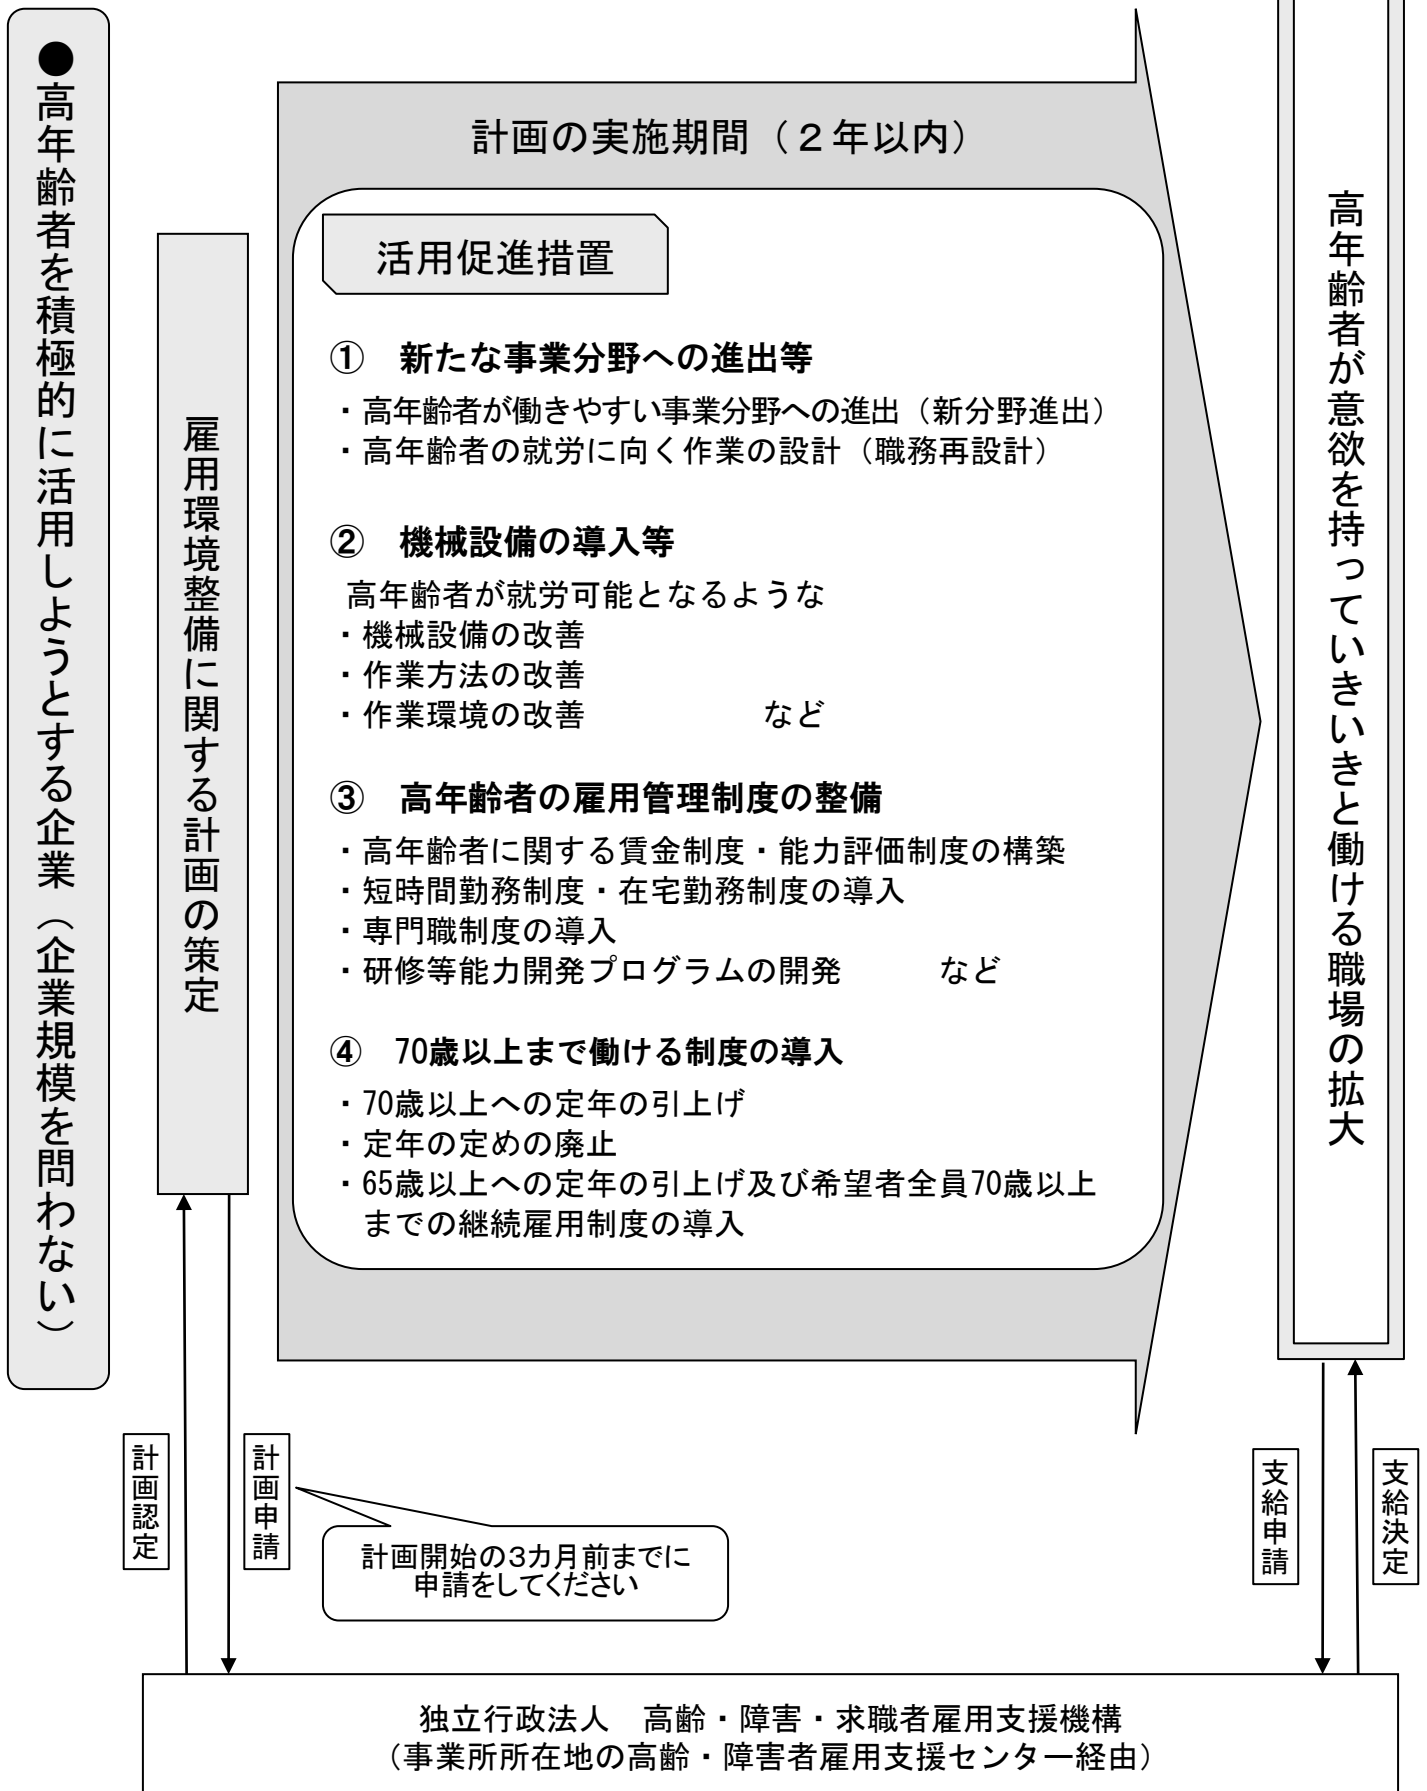 ●高年齢者を積極的に活用しようとする企業（企業規模を問わない）
雇用環境整備に関する計画の策定
計画の実施期間（２年以内）
活用促進措置
①　新たな事業分野への進出等
・高年齢者が働きやすい事業分野への進出（新分野進出）
・高年齢者の就労に向く作業の設計（職務再設計）
②　機械設備の導入等
高年齢者が就労可能となるような
・機械設備の改善
・作業方法の改善
・作業環境の改善　　　　　など
③　高年齢者の雇用管理制度の整備
・高年齢者に関する賃金制度・能力評価制度の構築
・短時間勤務制度・在宅勤務制度の導入
・専門職制度の導入
・研修等能力開発プログラムの開発　　　など
④　70歳以上まで働ける制度の導入
・70歳以上への定年の引上げ
・定年の定めの廃止
・65歳以上への定年の引上げ及び希望者全員70歳以上
までの継続雇用制度の導入
高年齢者が意欲を持っていきいきと働ける職場の拡大
計画認定
計画申請
計画開始の3カ月前までに
申請をしてください
支給申請
支給決定
独立行政法人　高齢・障害・求職者雇用支援機構
（事業所所在地の高齢・障害者雇用支援センター経由）